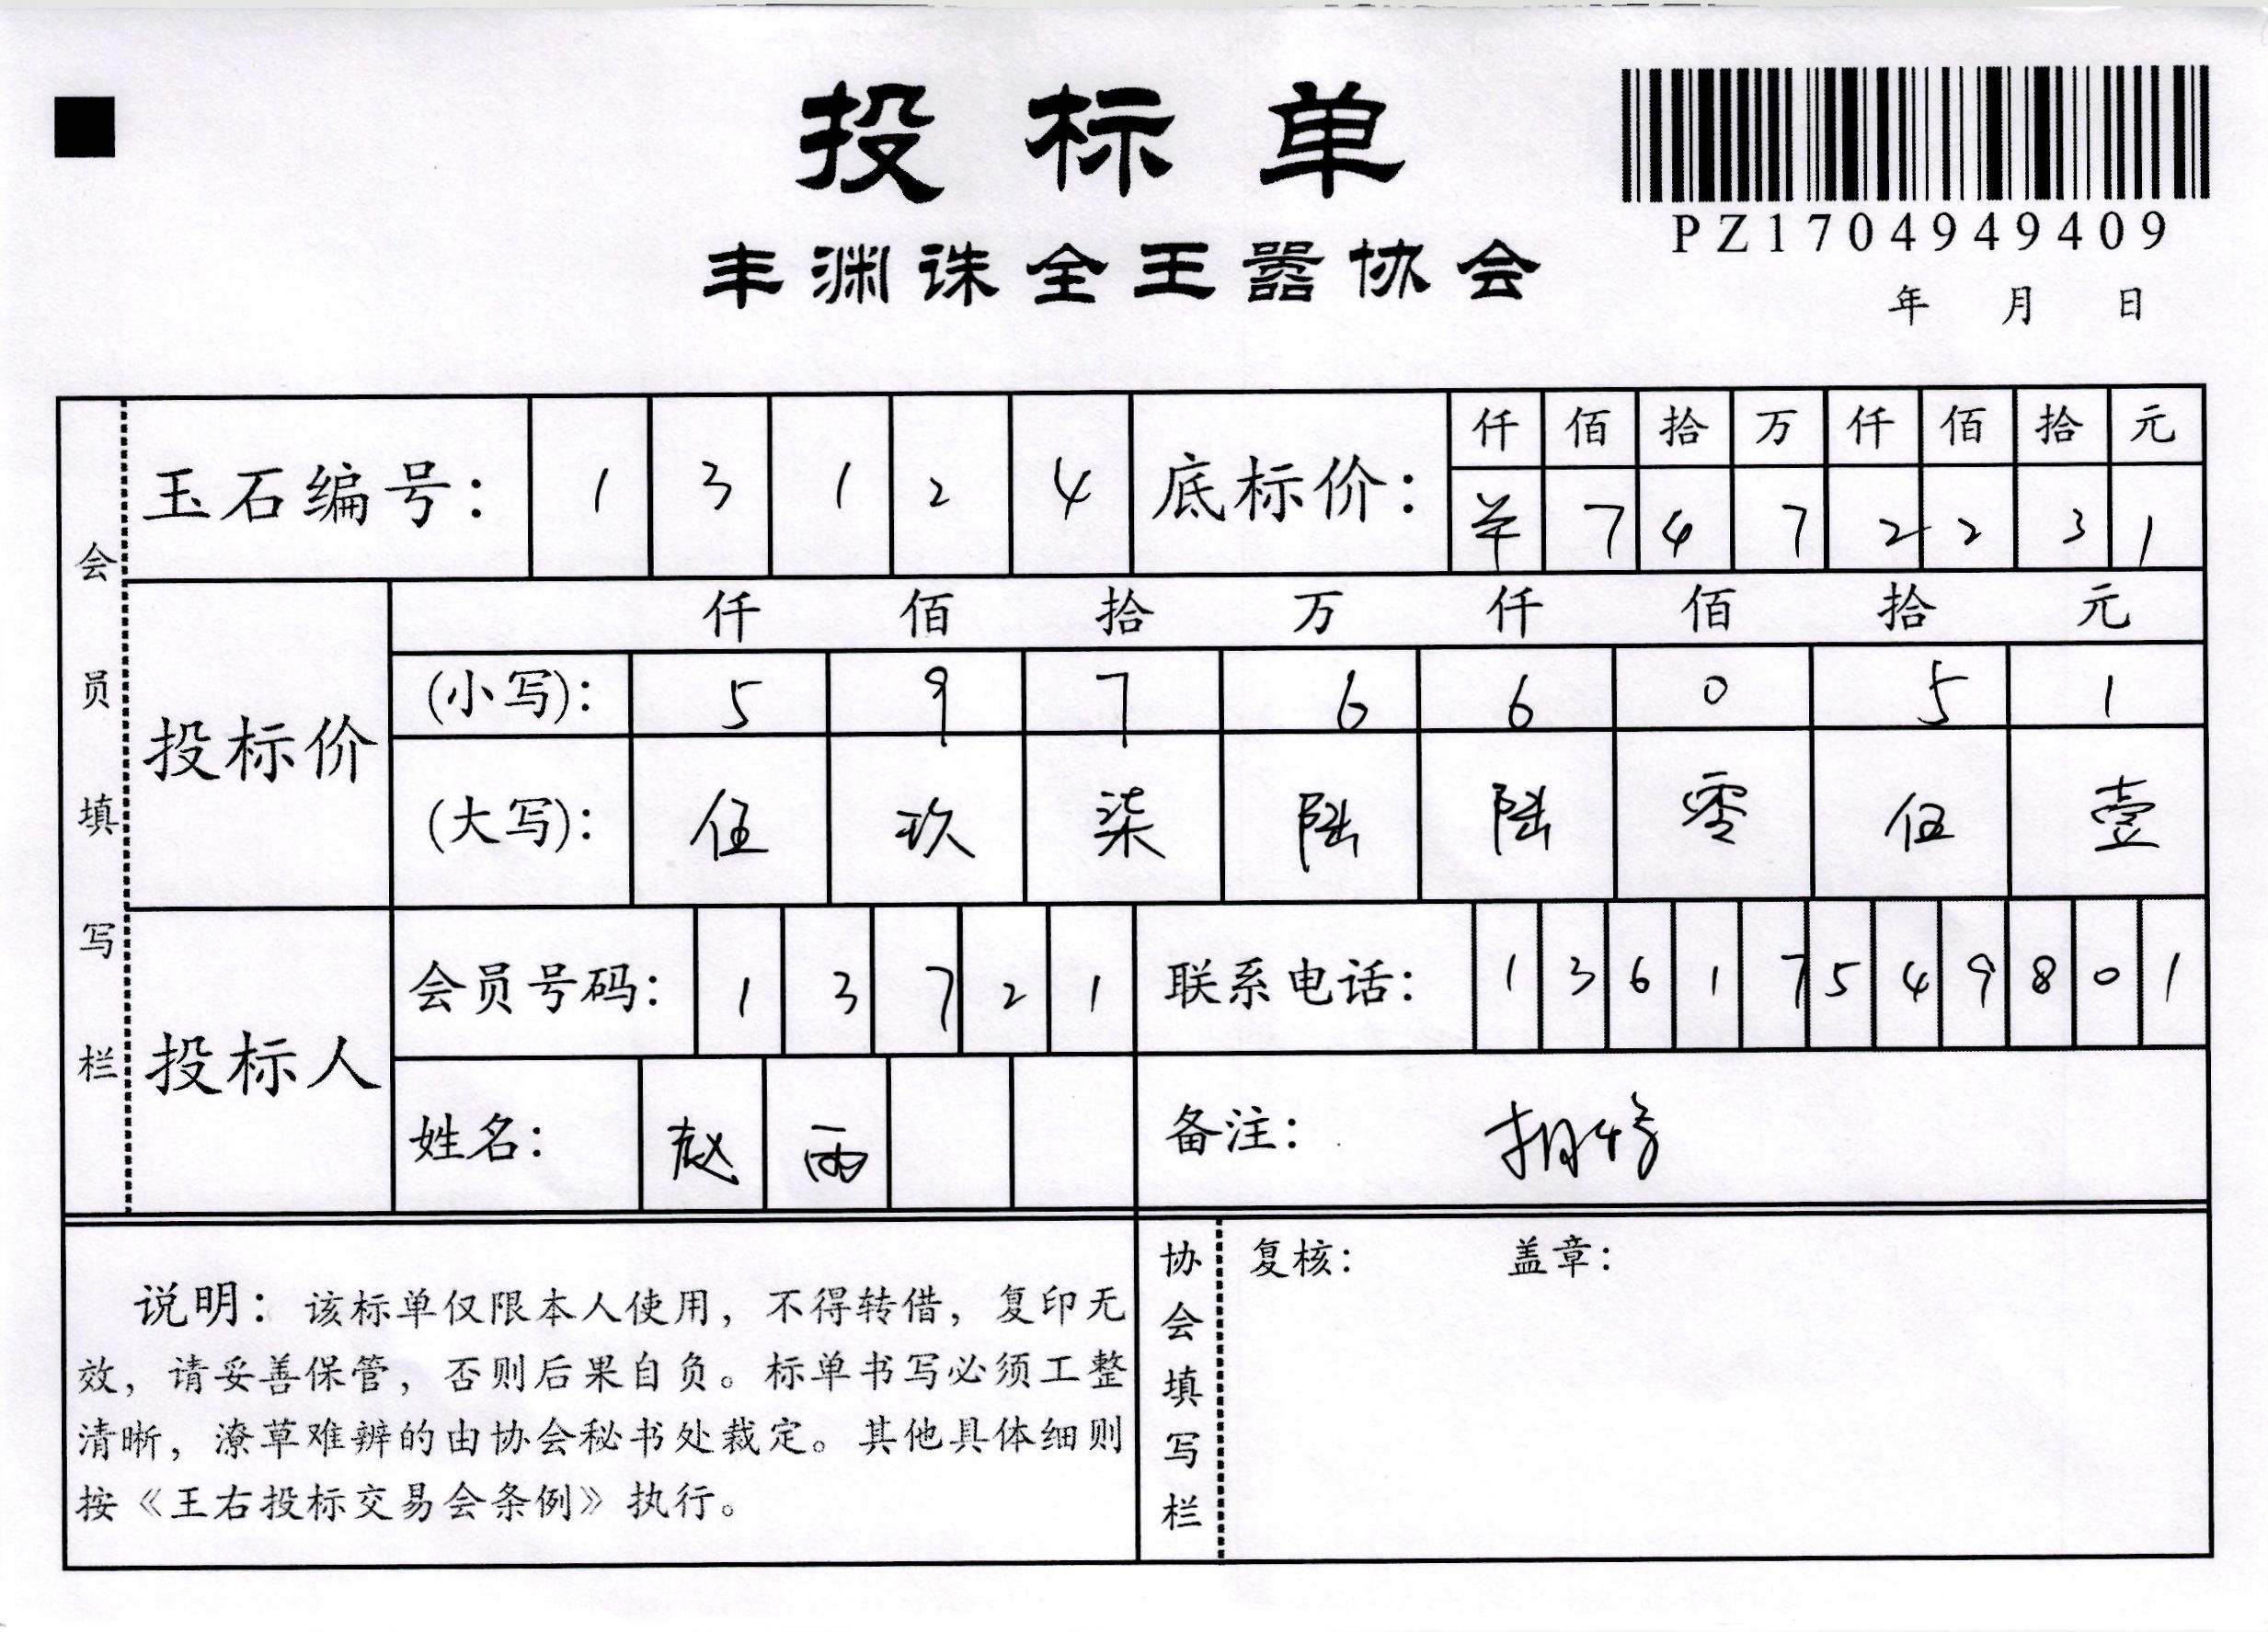 投标单
PZ1704949409
丰渊诛全王嚣协会
年 月 日
会员填写栏
玉石编号： 1 3 1 2 4
底标价： 仟 佰 拾 万 仟 佰 拾 元
羊 7 4 7 2 2 3 1
投标价
仟 佰 拾 万 仟 佰 拾 元
(小写)： 5 9 7 6 6 0 5 1
(大写)： 伍 玖 柒 陆 陆 零 伍 壹
投标人
会员号码： 1 3 7 2 1
联系电话： 1 3 6 1 7 5 4 9 8 0 1
姓名： 赵 雨
备注：
说明：该标单仅限本人使用，不得转借，复印无
效，请妥善保管，否则后果自负。标单书写必须工整
清晰，潦草难辨的由协会秘书处裁定。其他具体细则
按《王右投标交易会条例》执行。
协会填写栏
复核： 盖章：